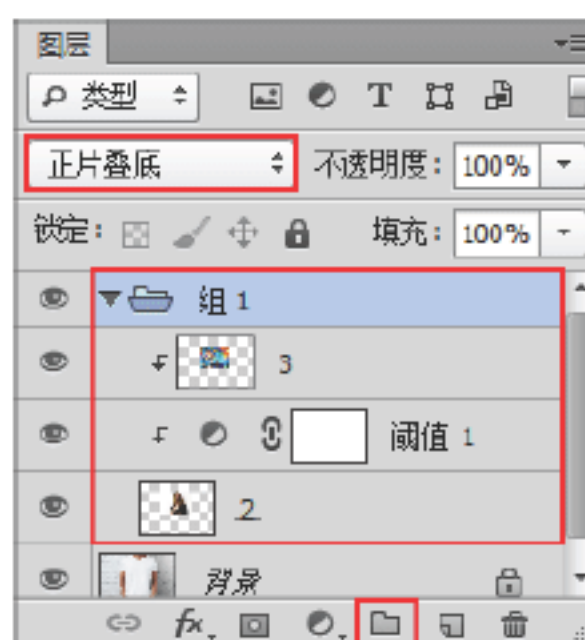 图层
类型
正片叠底 不透明度: 100%
锁定: 填充: 100%
组 1
3
阈值 1
2
背景
fx